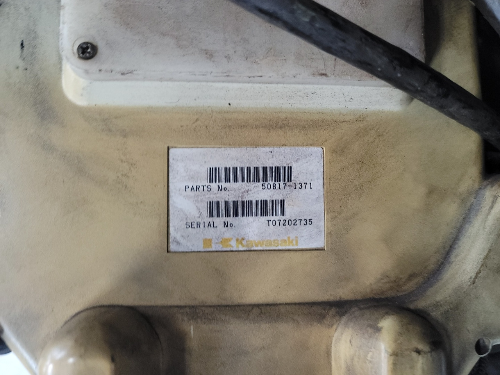 PARTS No. 50817-1371
SERIAL No. T07202735
Kawasaki